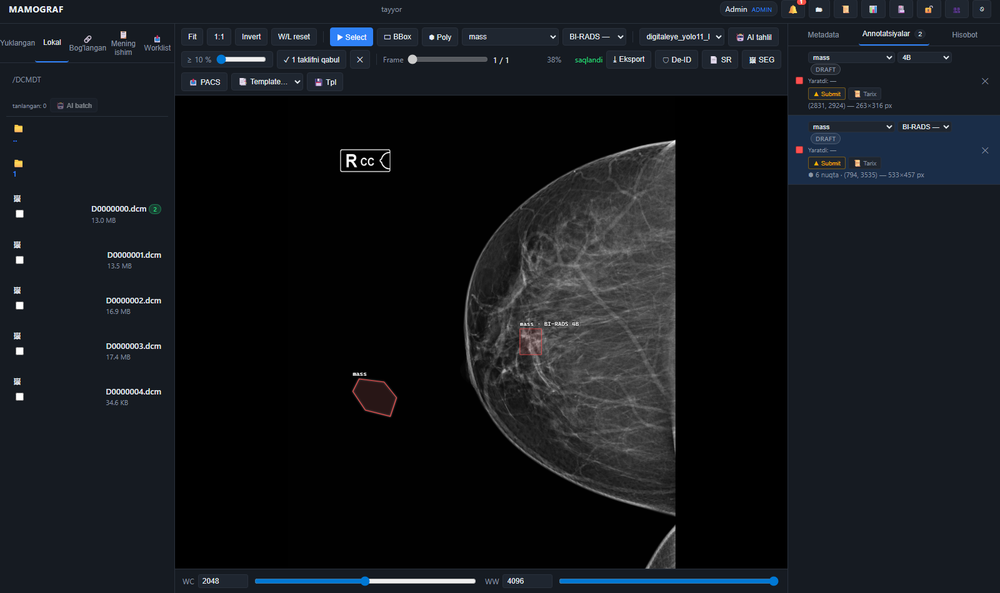 MAMOGRAF
tayyor
Admin ADMIN
1
Yuklangan
Lokal
Bog'langan
Mening ishim
Worklist
/DCMDT
tanlangan: 0
AI batch
..
1
D0000000.dcm 2
13.0 MB
D0000001.dcm
13.5 MB
D0000002.dcm
16.9 MB
D0000003.dcm
17.4 MB
D0000004.dcm
34.6 KB
Fit
1:1
Invert
W/L reset
Select
BBox
Poly
mass
BI-RADS —
digitaleye_yolo11_l
AI tahlil
≥ 10 %
✓ 1 taklifni qabul
Frame
1 / 1
38%
saqlandi
Eksport
De-ID
SR
SEG
PACS
Template...
Tpl
R CC
mass · BI-RADS 4B
mass
WC 2048
WW 4096
Metadata
Annotatsiyalar 2
Hisobot
mass
4B
DRAFT
Yaratdi: —
Submit
Tarix
(2831, 2924) — 263×316 px
mass
BI-RADS —
DRAFT
Yaratdi: —
Submit
Tarix
6 nuqta · (794, 3535) — 533×457 px